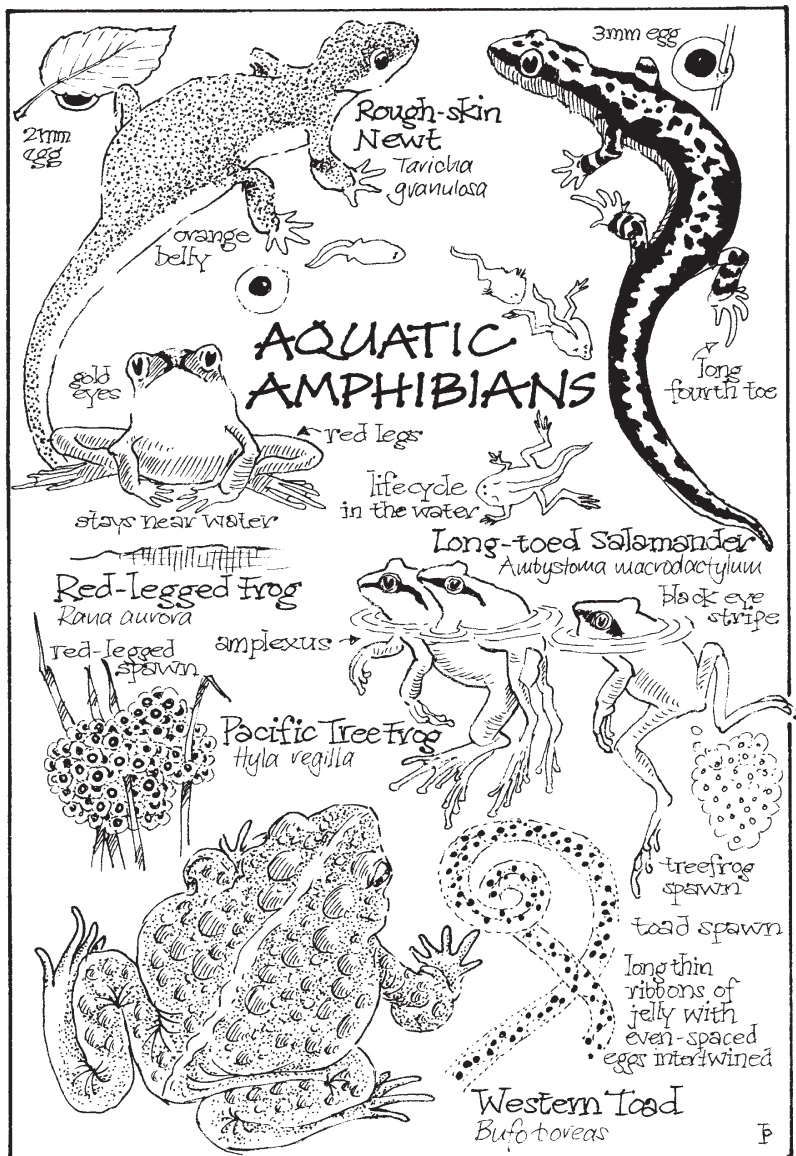 3mm egg
2mm
egg
Rough-skin
Newt
Taricha
granulosa
orange
belly
AQUATIC
AMPHIBIANS
gold
eyes
long
fourth toe
red legs
life cycle
in the water
stays near water
Long-toed Salamander
Ambystoma macrodactylum
Red-legged Frog
Rana aurora
black eye
stripe
amplexus
red-legged
spawn
Pacific Treefrog
Hyla regilla
treefrog
spawn
toad spawn
long thin
ribbons of
jelly with
even-spaced
eggs intertwined
Western Toad
Bufo boreas